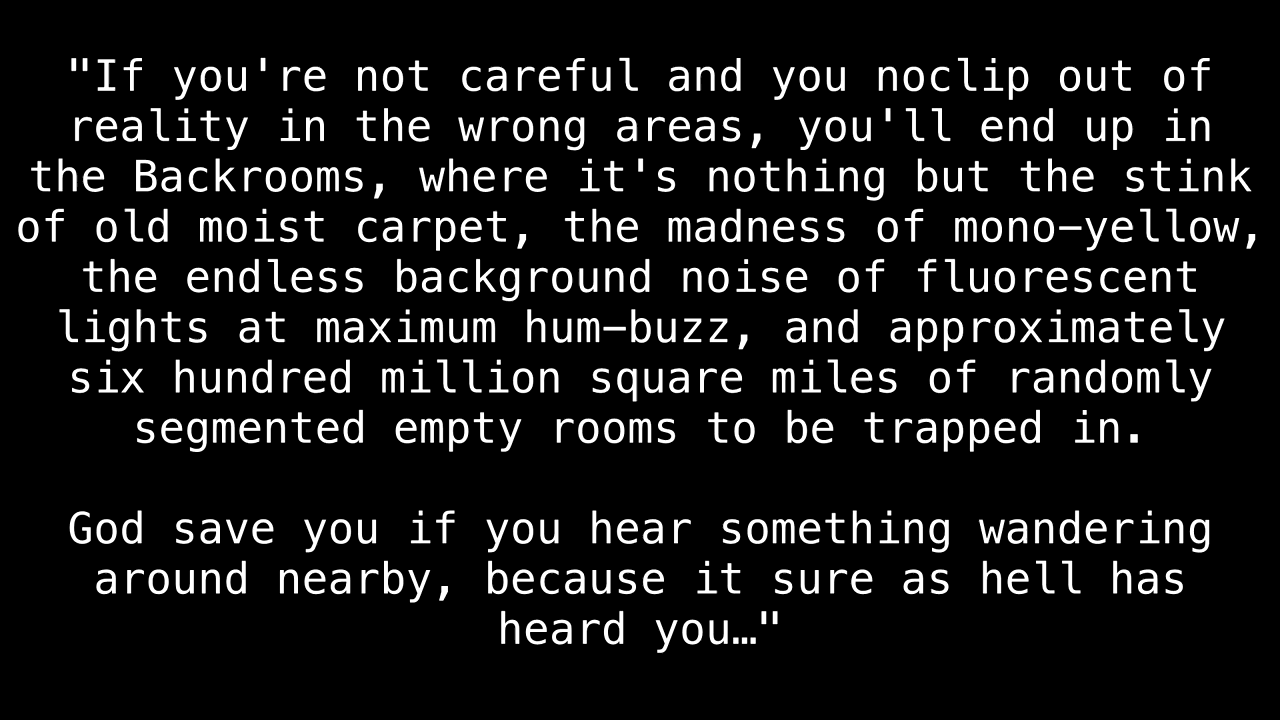 "If you're not careful and you noclip out of
reality in the wrong areas, you'll end up in
the Backrooms, where it's nothing but the stink
of old moist carpet, the madness of mono–yellow,
the endless background noise of fluorescent
lights at maximum hum–buzz, and approximately
six hundred million square miles of randomly
segmented empty rooms to be trapped in.
God save you if you hear something wandering
around nearby, because it sure as hell has
heard you…"